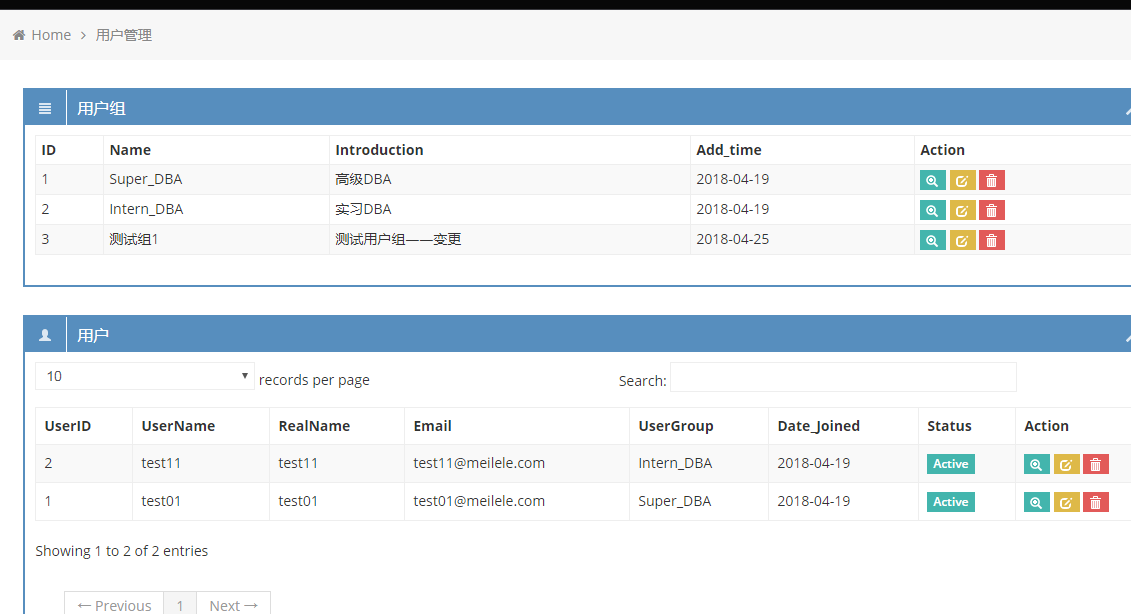 Home > 用户管理
用户组
ID Name Introduction Add_time Action
1 Super_DBA 高级DBA 2018-04-19
2 Intern_DBA 实习DBA 2018-04-19
3 测试组1 测试用户组——变更 2018-04-25
用户
10 records per page Search:
UserID UserName RealName Email UserGroup Date_Joined Status Action
2 test11 test11 test11@meilele.com Intern_DBA 2018-04-19 Active
1 test01 test01 test01@meilele.com Super_DBA 2018-04-19 Active
Showing 1 to 2 of 2 entries
← Previous 1 Next →